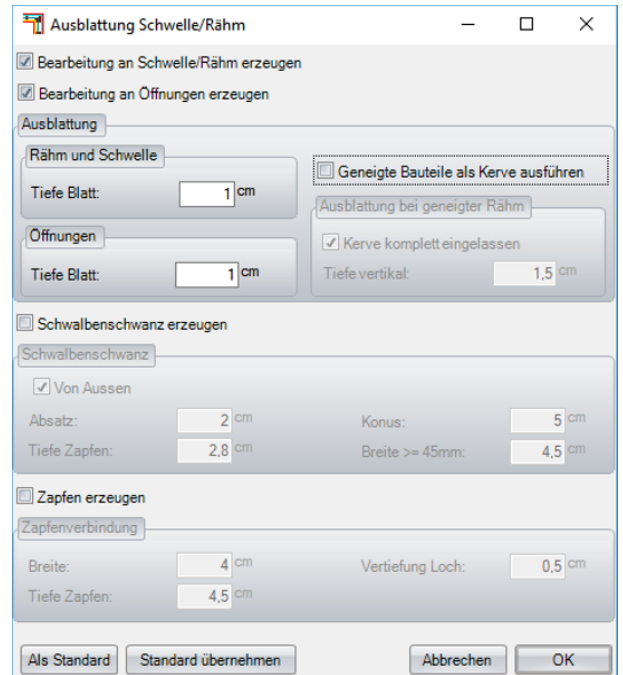 Ausblattung Schwelle/Rähm
Bearbeitung an Schwelle/Rähm erzeugen
Bearbeitung an Öffnungen erzeugen
Ausblattung
Rähm und Schwelle
Tiefe Blatt: 1 cm
Geneigte Bauteile als Kerve ausführen
Ausblattung bei geneigter Rähm
Öffnungen
Kerve komplett eingelassen
Tiefe Blatt: 1 cm
Tiefe vertikal: 1,5 cm
Schwalbenschwanz erzeugen
Schwalbenschwanz
Von Aussen
Absatz: 2 cm
Konus: 5 cm
Tiefe Zapfen: 2,8 cm
Breite >= 45mm: 4,5 cm
Zapfen erzeugen
Zapfenverbindung
Breite: 4 cm
Vertiefung Loch: 0,5 cm
Tiefe Zapfen: 4,5 cm
Als Standard
Standard übernehmen
Abbrechen
OK